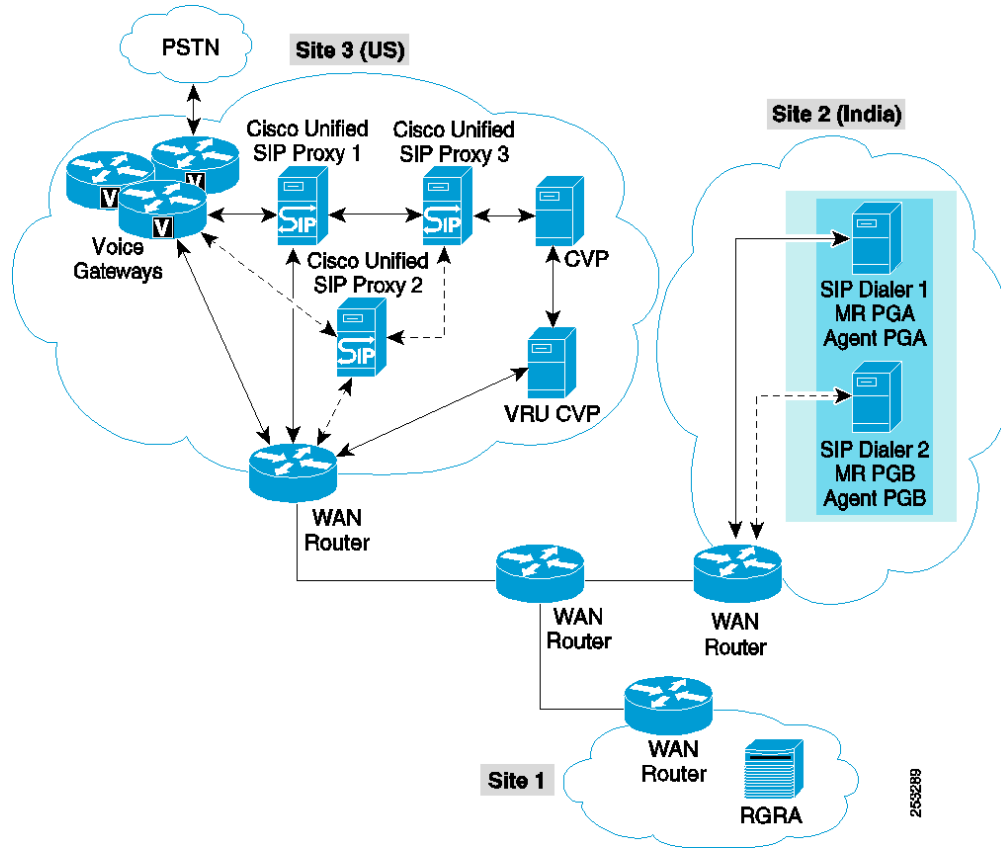 PSTN
Site 3 (US)
Cisco Unified
SIP Proxy 1
Cisco Unified
SIP Proxy 3
V
V
V
SIP
SIP
Voice
Gateways
CVP
Cisco Unified
SIP Proxy 2
SIP
VRU CVP
WAN
Router
Site 2 (India)
SIP Dialer 1
MR PGA
Agent PGA
SIP Dialer 2
MR PGB
Agent PGB
WAN
Router
WAN
Router
WAN
Router
Site 1
RGRA
253289